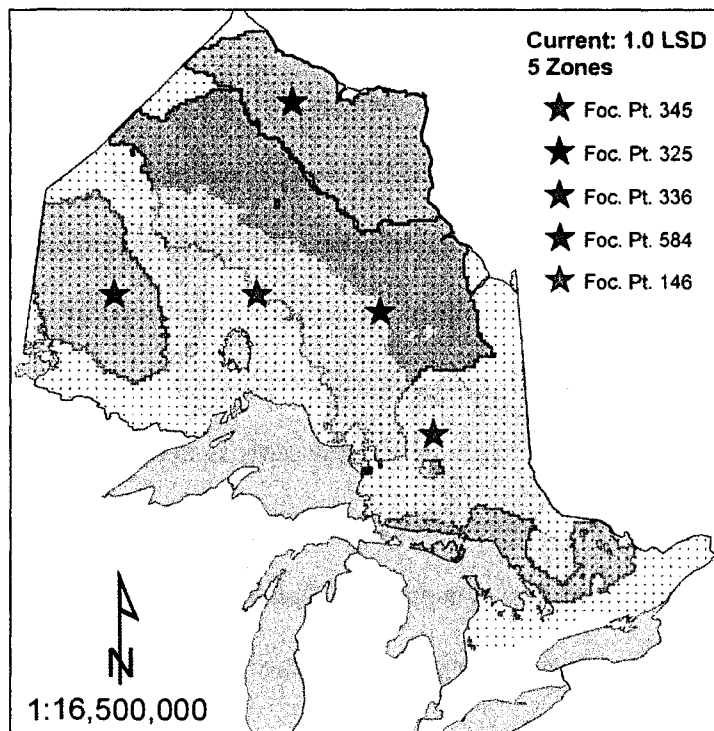 Current: 1.0 LSD
5 Zones
Foc. Pt. 345
Foc. Pt. 325
Foc. Pt. 336
Foc. Pt. 584
Foc. Pt. 146
N
1:16,500,000